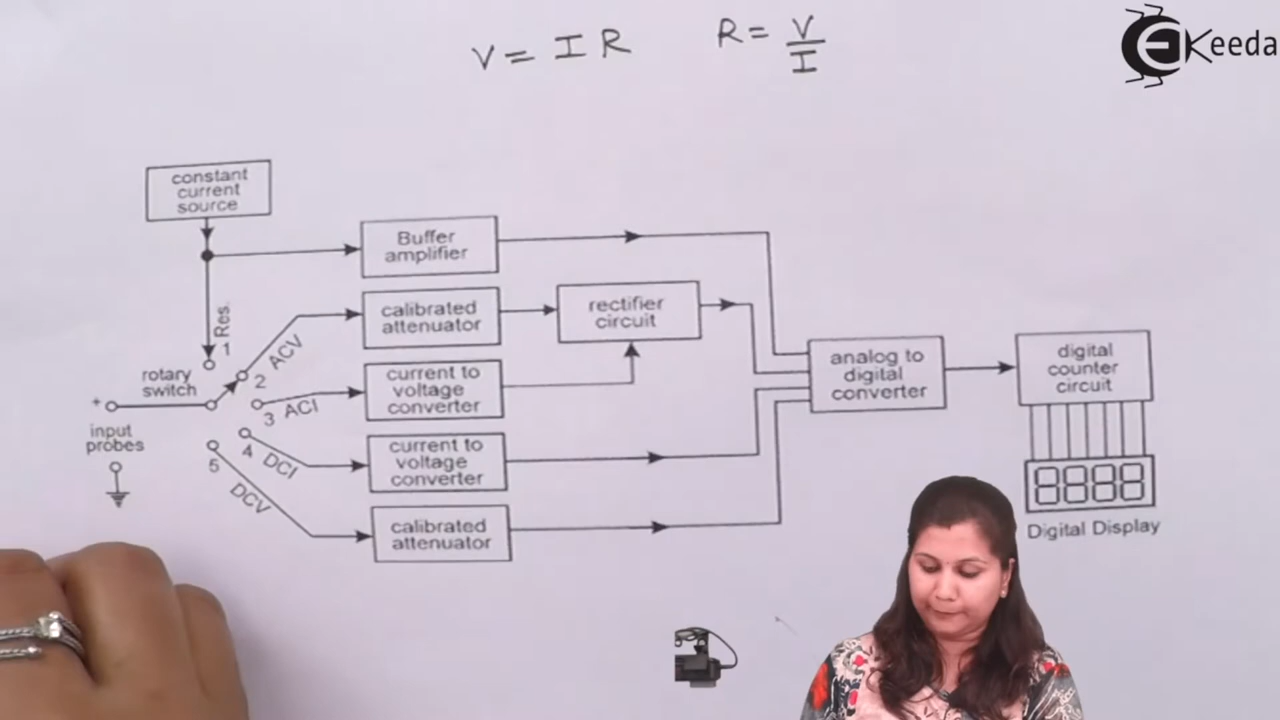 V = I R R = V/I
EKeeda
constant
current
source
Buffer
amplifier
calibrated
attenuator
rectifier
circuit
current to
voltage
converter
current to
voltage
converter
calibrated
attenuator
analog to
digital
converter
digital
counter
circuit
8888
Digital Display
Res.
1
rotary
switch
2 ACV
3 ACI
4 DCI
5 DCV
+
input
probes